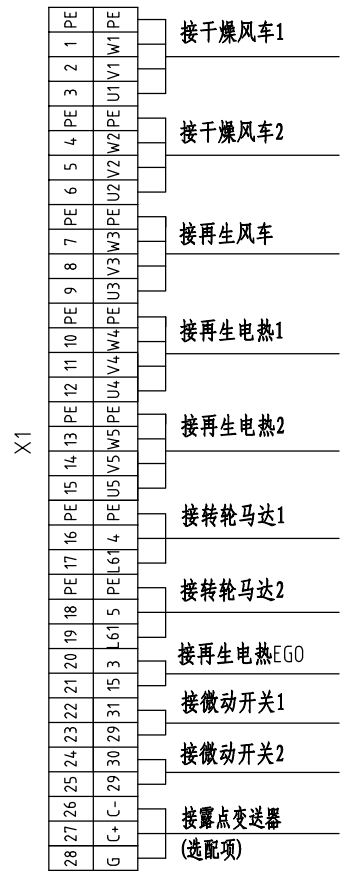 X1
PE PE
1 W1
2 V1
3 U1
接干燥风车1
PE PE
4 W2
5 V2
6 U2
接干燥风车2
PE PE
7 W3
8 V3
9 U3
接再生风车
PE PE
10 W4
11 V4
12 U4
接再生电热1
PE PE
13 W5
14 V5
15 U5
接再生电热2
PE PE
16 4
17 L61
接转轮马达1
PE PE
18 5
19 L61
接转轮马达2
20 3
21 15
接再生电热EGO
22 31
23 29
接微动开关1
24 30
25 29
接微动开关2
26 C-
27 C+
28 G
接露点变送器
(选配项)